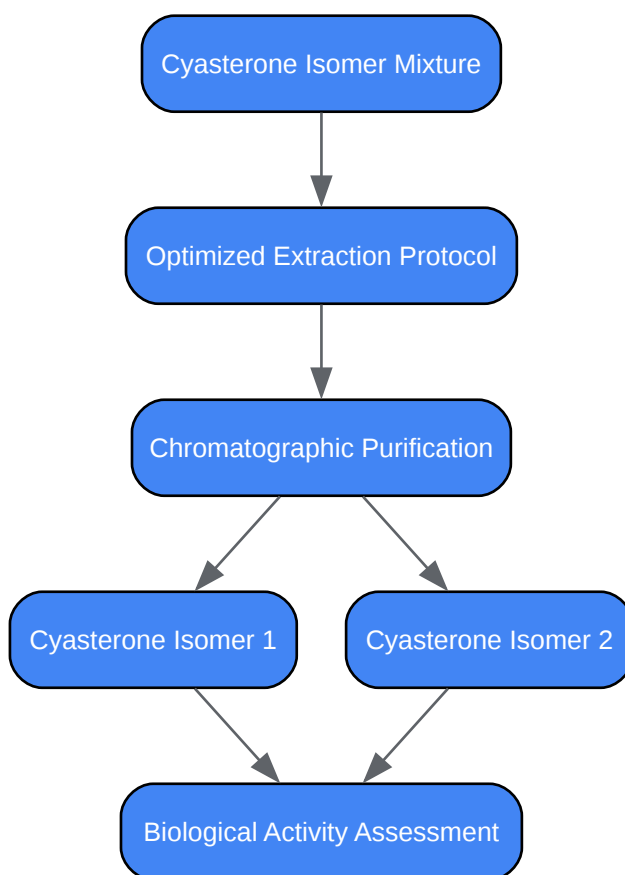 Cyasterone Isomer Mixture
Optimized Extraction Protocol
Chromatographic Purification
Cyasterone Isomer 1
Cyasterone Isomer 2
Biological Activity Assessment